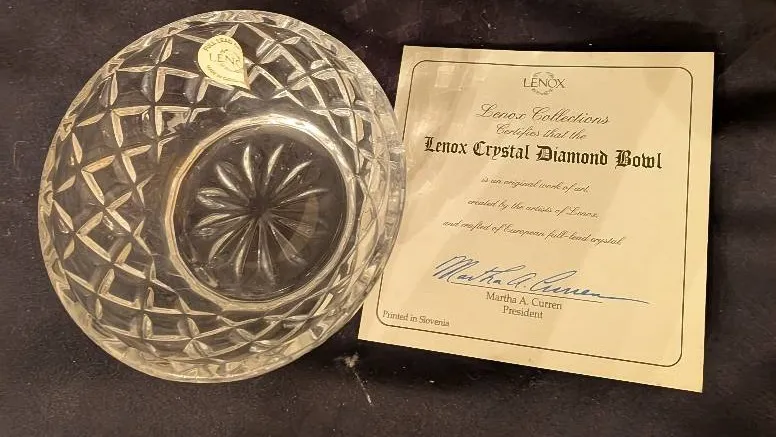 LENOX
LENOX
Lenox Collections
Certifies that the
Lenox Crystal Diamond Bowl
is an original work of art,
created by the artists of Lenox,
and crafted of European full-lead crystal
Martha A. Curren
Martha A. Curren
President
Printed in Slovenia